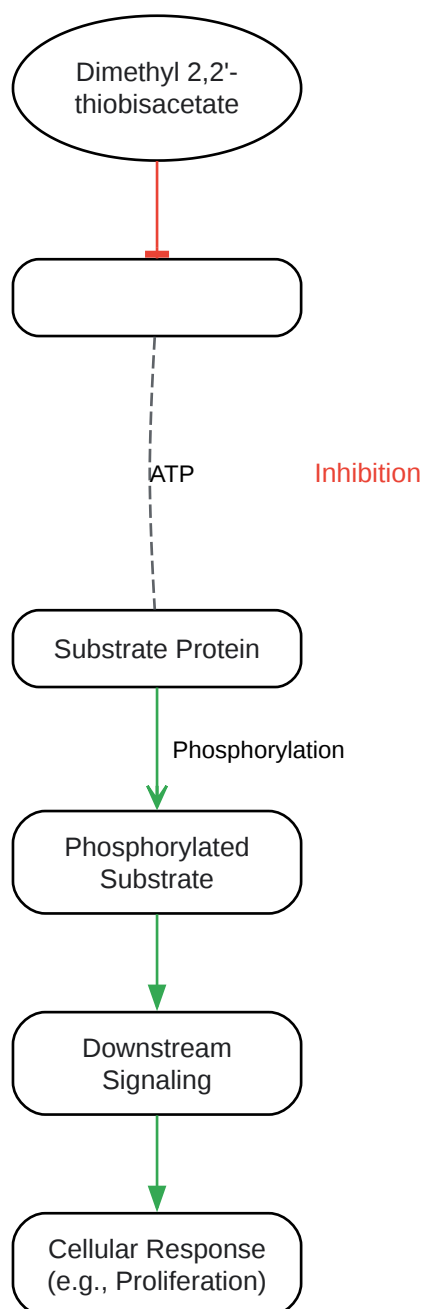 Dimethyl 2,2'-
thiobisacetate
ATP
Inhibition
Substrate Protein
Phosphorylation
Phosphorylated
Substrate
Downstream
Signaling
Cellular Response
(e.g., Proliferation)